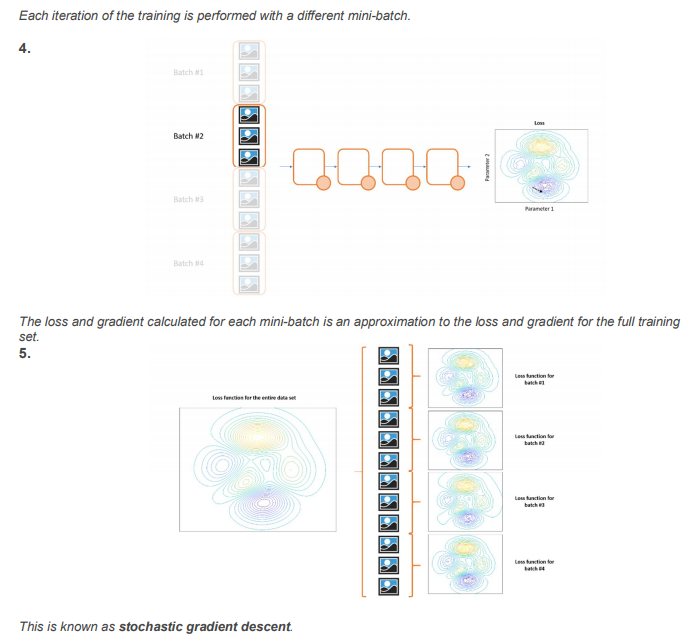 Each iteration of the training is performed with a different mini-batch.
4.
Batch #1
Loss
Batch #2
Parameter 2
Batch #3
Parameter 1
Batch #4
The loss and gradient calculated for each mini-batch is an approximation to the loss and gradient for the full training
set.
5.
Loss function for
batch #1
Loss function for the entire data set
Loss function for
batch #2
Loss function for
batch #3
Loss function for
batch #4
This is known as stochastic gradient descent.